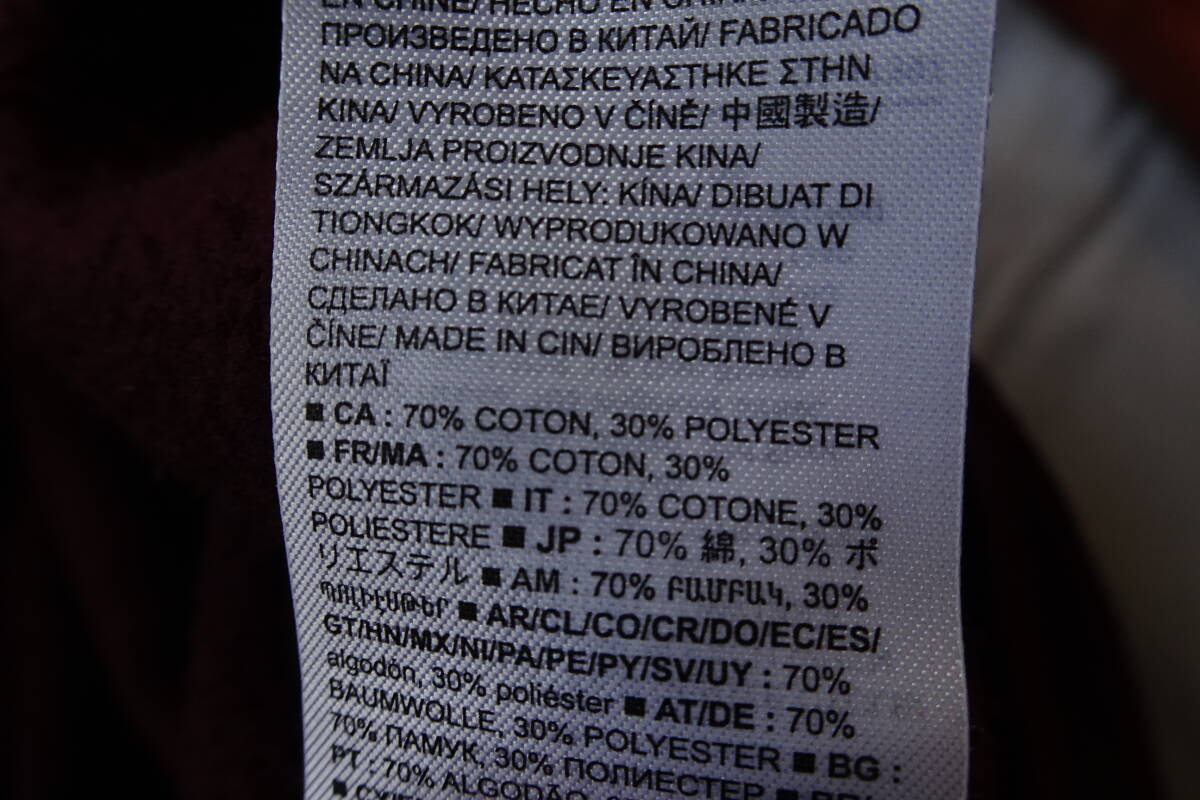 EN CHINE/ HECHO EN
ПРОИЗВЕДЕНО В КИТАЙ/ FABRICADO
NA CHINA/ ΚΑΤΑΣΚΕΥΑΣΤΗΚΕ ΣΤΗΝ
ΚΙΝΑ/ VYROBENO V ČÍNĚ/ 中國製造/
ZEMLJA PROIZVODNJE KINA/
SZÁRMAZÁSI HELY: KÍNA/ DIBUAT DI
TIONGKOK/ WYPRODUKOWANO W
CHINACH/ FABRICAT ÎN CHINA/
СДЕЛАНО В КИТАЕ/ VYROBENÉ V
ČÍNE/ MADE IN CIN/ ВИРОБЛЕНО В
КИТАЇ
■ CA : 70% COTON, 30% POLYESTER
■ FR/MA : 70% COTON, 30%
POLYESTER ■ IT : 70% COTONE, 30%
POLIESTERE ■ JP : 70% 綿, 30% ポ
リエステル ■ AM : 70% ԲԱՄԲԱԿ, 30%
ՊՈԼԻԷՍԹԵՐ ■ AR/CL/CO/CR/DO/EC/ES/
GT/HN/MX/NI/PA/PE/PY/SV/UY : 70%
algodón, 30% poliéster ■ AT/DE : 70%
BAUMWOLLE, 30% POLYESTER ■ BG :
70% ПАМУК, 30% ПОЛИЕСТЕР ■
PT : 70% ALGODÃO,